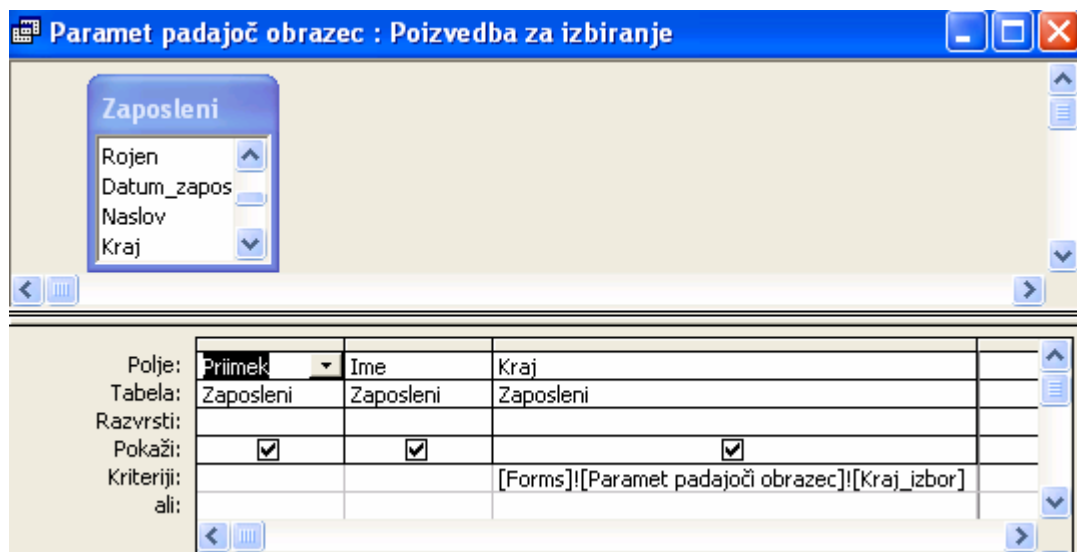 Paramet padajoč obrazec : Poizvedba za izbiranje
Zaposleni
Rojen
Datum_zapos
Naslov
Kraj
Polje: Priimek Ime Kraj
Tabela: Zaposleni Zaposleni Zaposleni
Razvrsti:
Pokaži:
Kriteriji: [Forms]![Paramet padajoči obrazec]![Kraj_izbor]
ali: